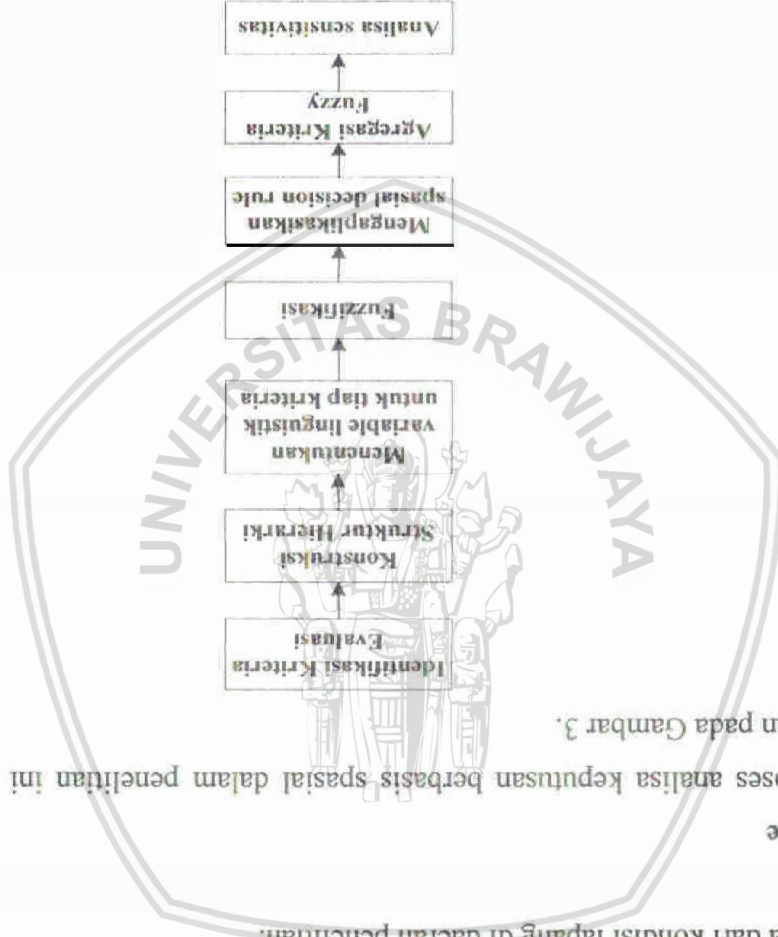 dari kondisi lapang di daerah penelitian.
e
oses analisa keputusan berbasis spasial dalam penelitian ini
n pada Gambar 3.
Identifikasi Kriteria
Evaluasi
Konstruksi
Struktur Hierarki
Menentukan
variable linguistik
untuk tiap kriteria
Fuzzifikasi
Mengaplikasikan
spasial decision rule
Agregasi Kriteria
Fuzzy
Analisa sensitivitas
UNIVERSITAS BRAWIJAYA